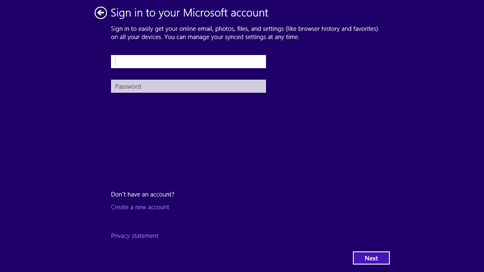 Sign in to your Microsoft account
Sign in to easily get your online email, photos, files, and settings (like browser history and favorites)
on all your devices. You can manage your synced settings at any time.
Password
Don't have an account?
Create a new account
Privacy statement
Next